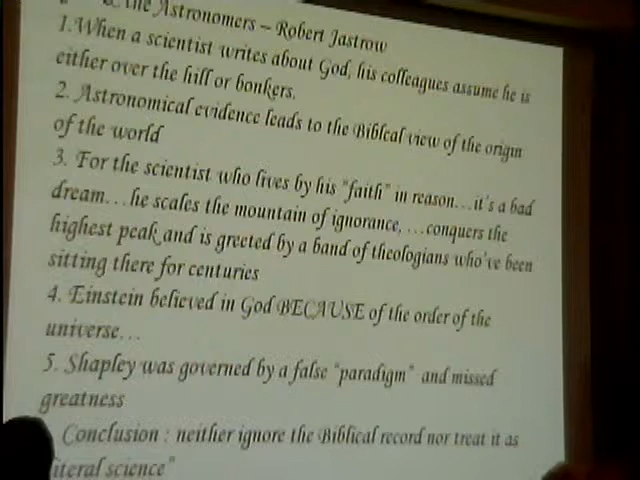 & the Astronomers – Robert Jastrow
1.When a scientist writes about God, his colleagues assume he is
either over the hill or bonkers.
2. Astronomical evidence leads to the Biblcal view of the origin
of the world
3. For the scientist who lives by his "faith" in reason...it's a bad
dream...he scales the mountain of ignorance, ...conquers the
highest peak and is greeted by a band of theologians who've been
sitting there for centuries
4. Einstein believed in God BECAUSE of the order of the
universe...
5. Shapley was governed by a false "paradigm" and missed
greatness
Conclusion : neither ignore the Biblical record nor treat it as
literal science"